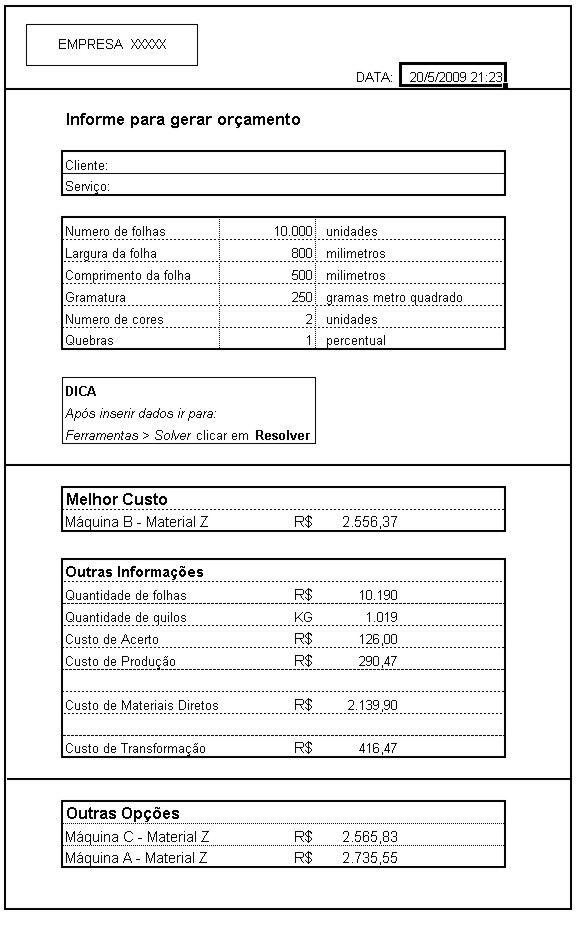 EMPRESA XXXXX
DATA: 20/5/2009 21:23
Informe para gerar orçamento
Cliente:
Serviço:
Numero de folhas 10.000 unidades
Largura da folha 800 milimetros
Comprimento da folha 500 milimetros
Gramatura 250 gramas metro quadrado
Numero de cores 2 unidades
Quebras 1 percentual
DICA
Após inserir dados ir para:
Ferramentas > Solver clicar em Resolver
Melhor Custo
Máquina B - Material Z R$ 2.556,37
Outras Informações
Quantidade de folhas R$ 10.190
Quantidade de quilos KG 1.019
Custo de Acerto R$ 126,00
Custo de Produção R$ 290,47
Custo de Materiais Diretos R$ 2.139,90
Custo de Transformação R$ 416,47
Outras Opções
Máquina C - Material Z R$ 2.565,83
Máquina A - Material Z R$ 2.735,55